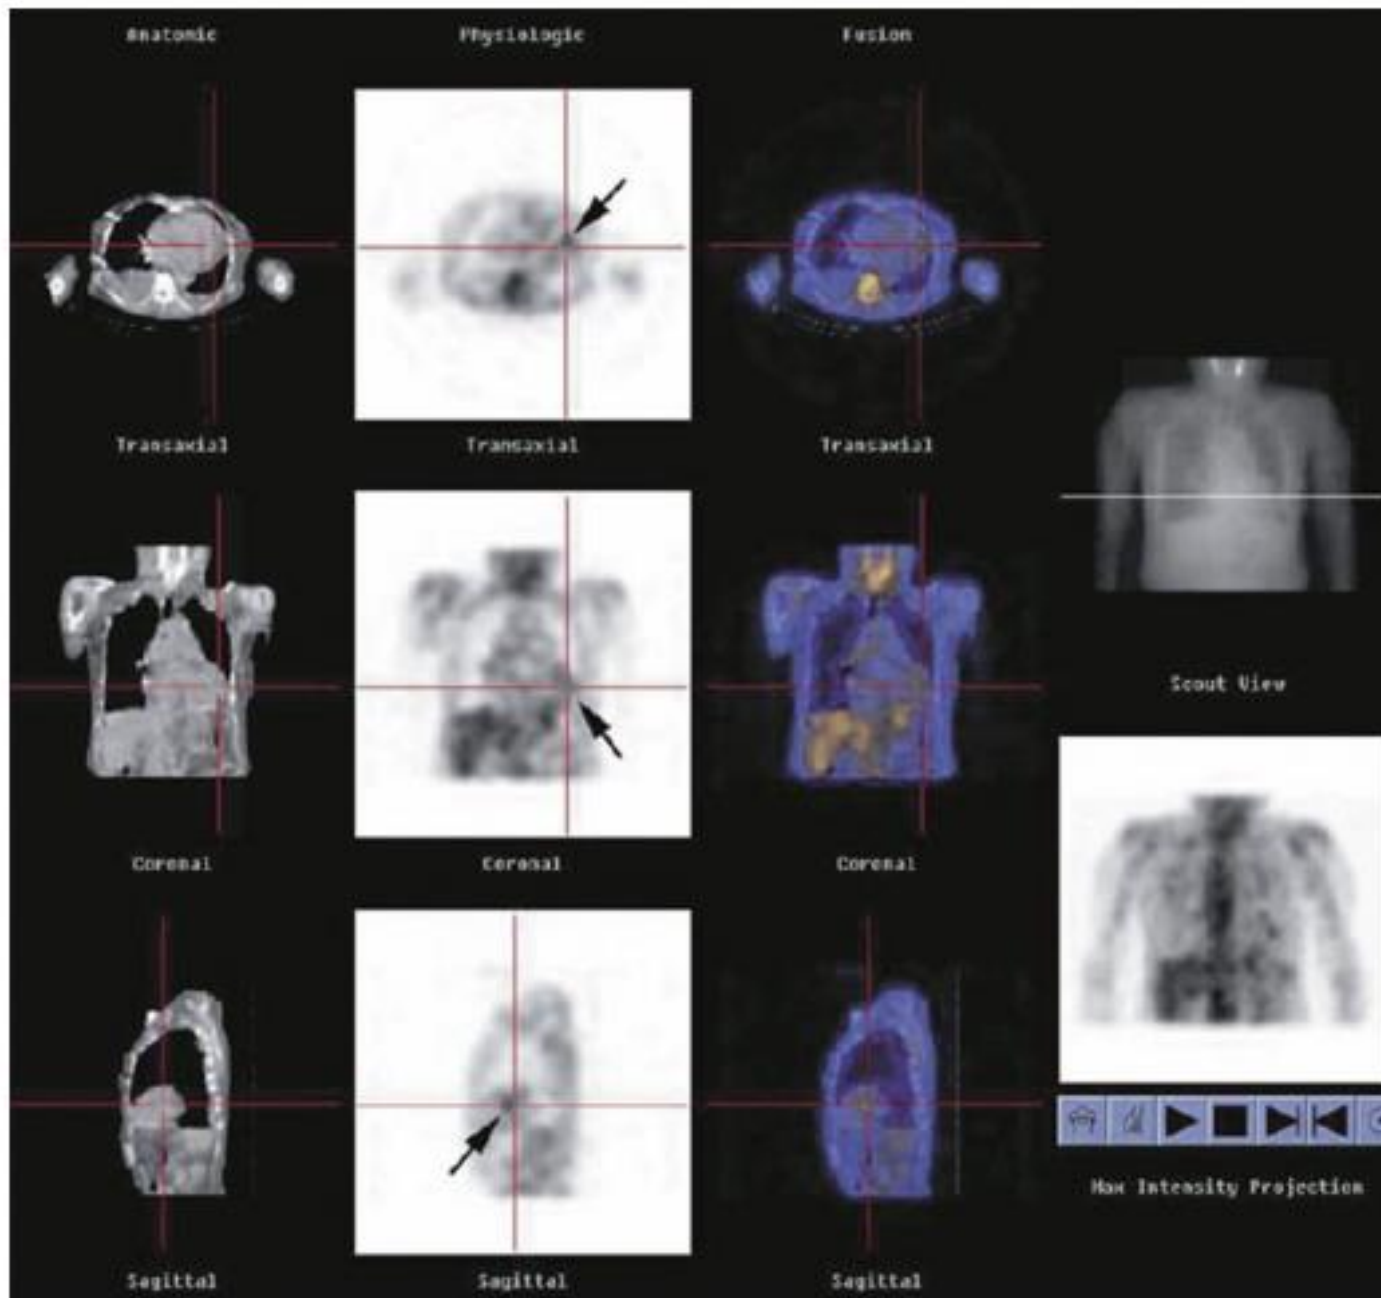 Anatomic
Physiologic
Fusion
Transaxial
Transaxial
Transaxial
Scout View
Coronal
Coronal
Coronal
Max Intensity Projection
Sagittal
Sagittal
Sagittal